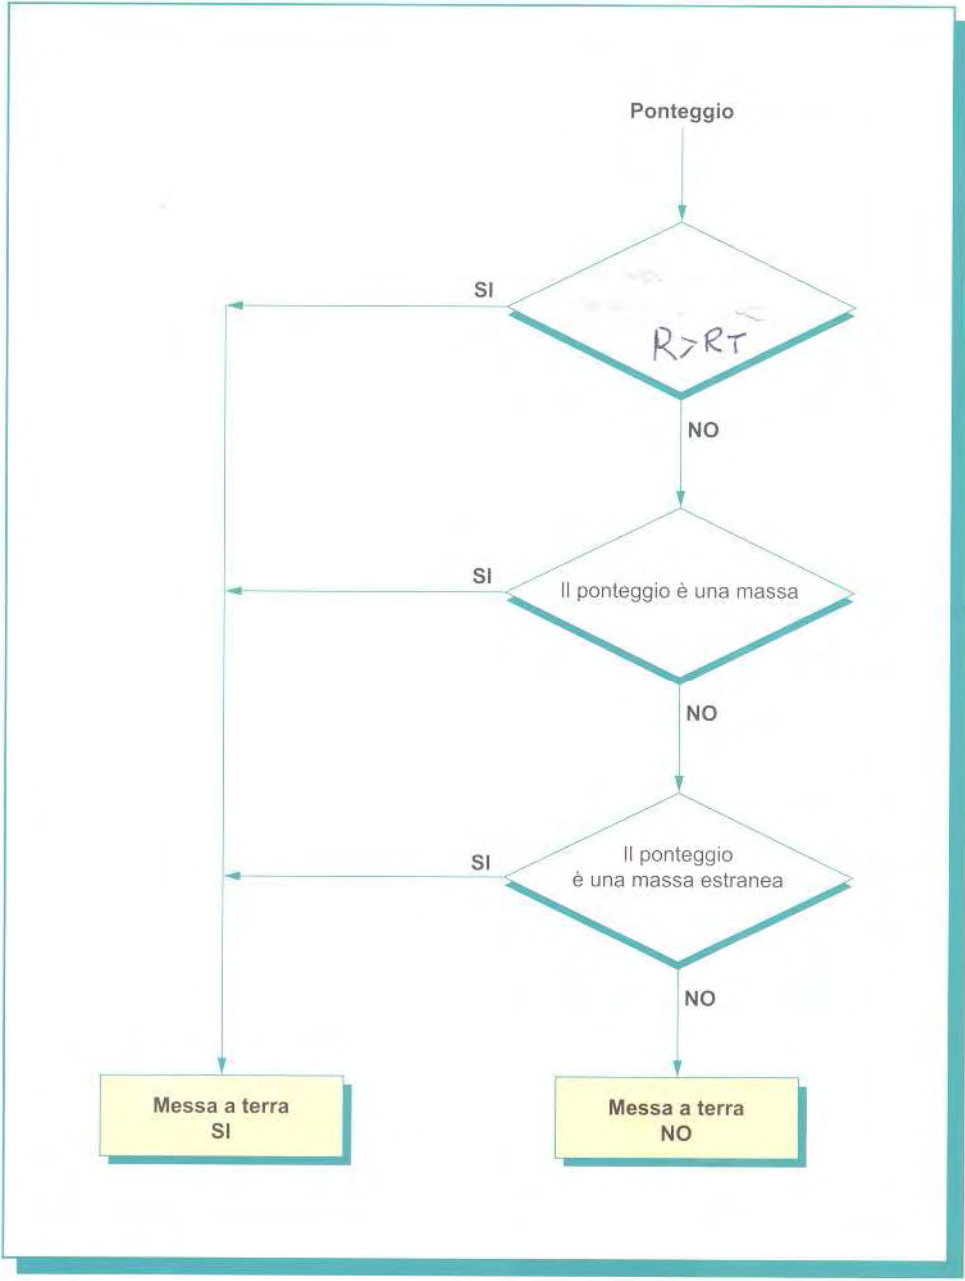 Ponteggio
SI
R>RT
NO
SI
Il ponteggio è una massa
NO
SI
Il ponteggio
è una massa estranea
NO
Messa a terra
SI
Messa a terra
NO